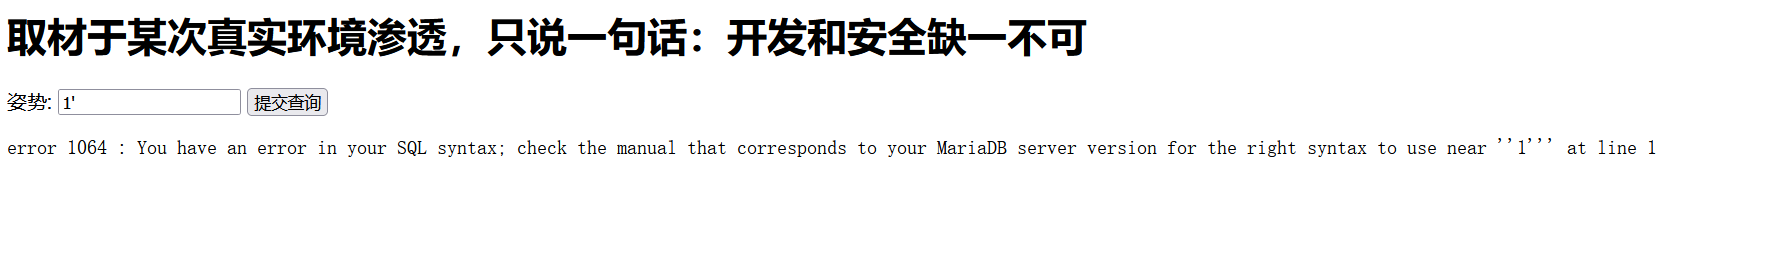 取材于某次真实环境渗透，只说一句话：开发和安全缺一不可
姿势: 1' 提交查询
error 1064 : You have an error in your SQL syntax; check the manual that corresponds to your MariaDB server version for the right syntax to use near ''1''' at line 1